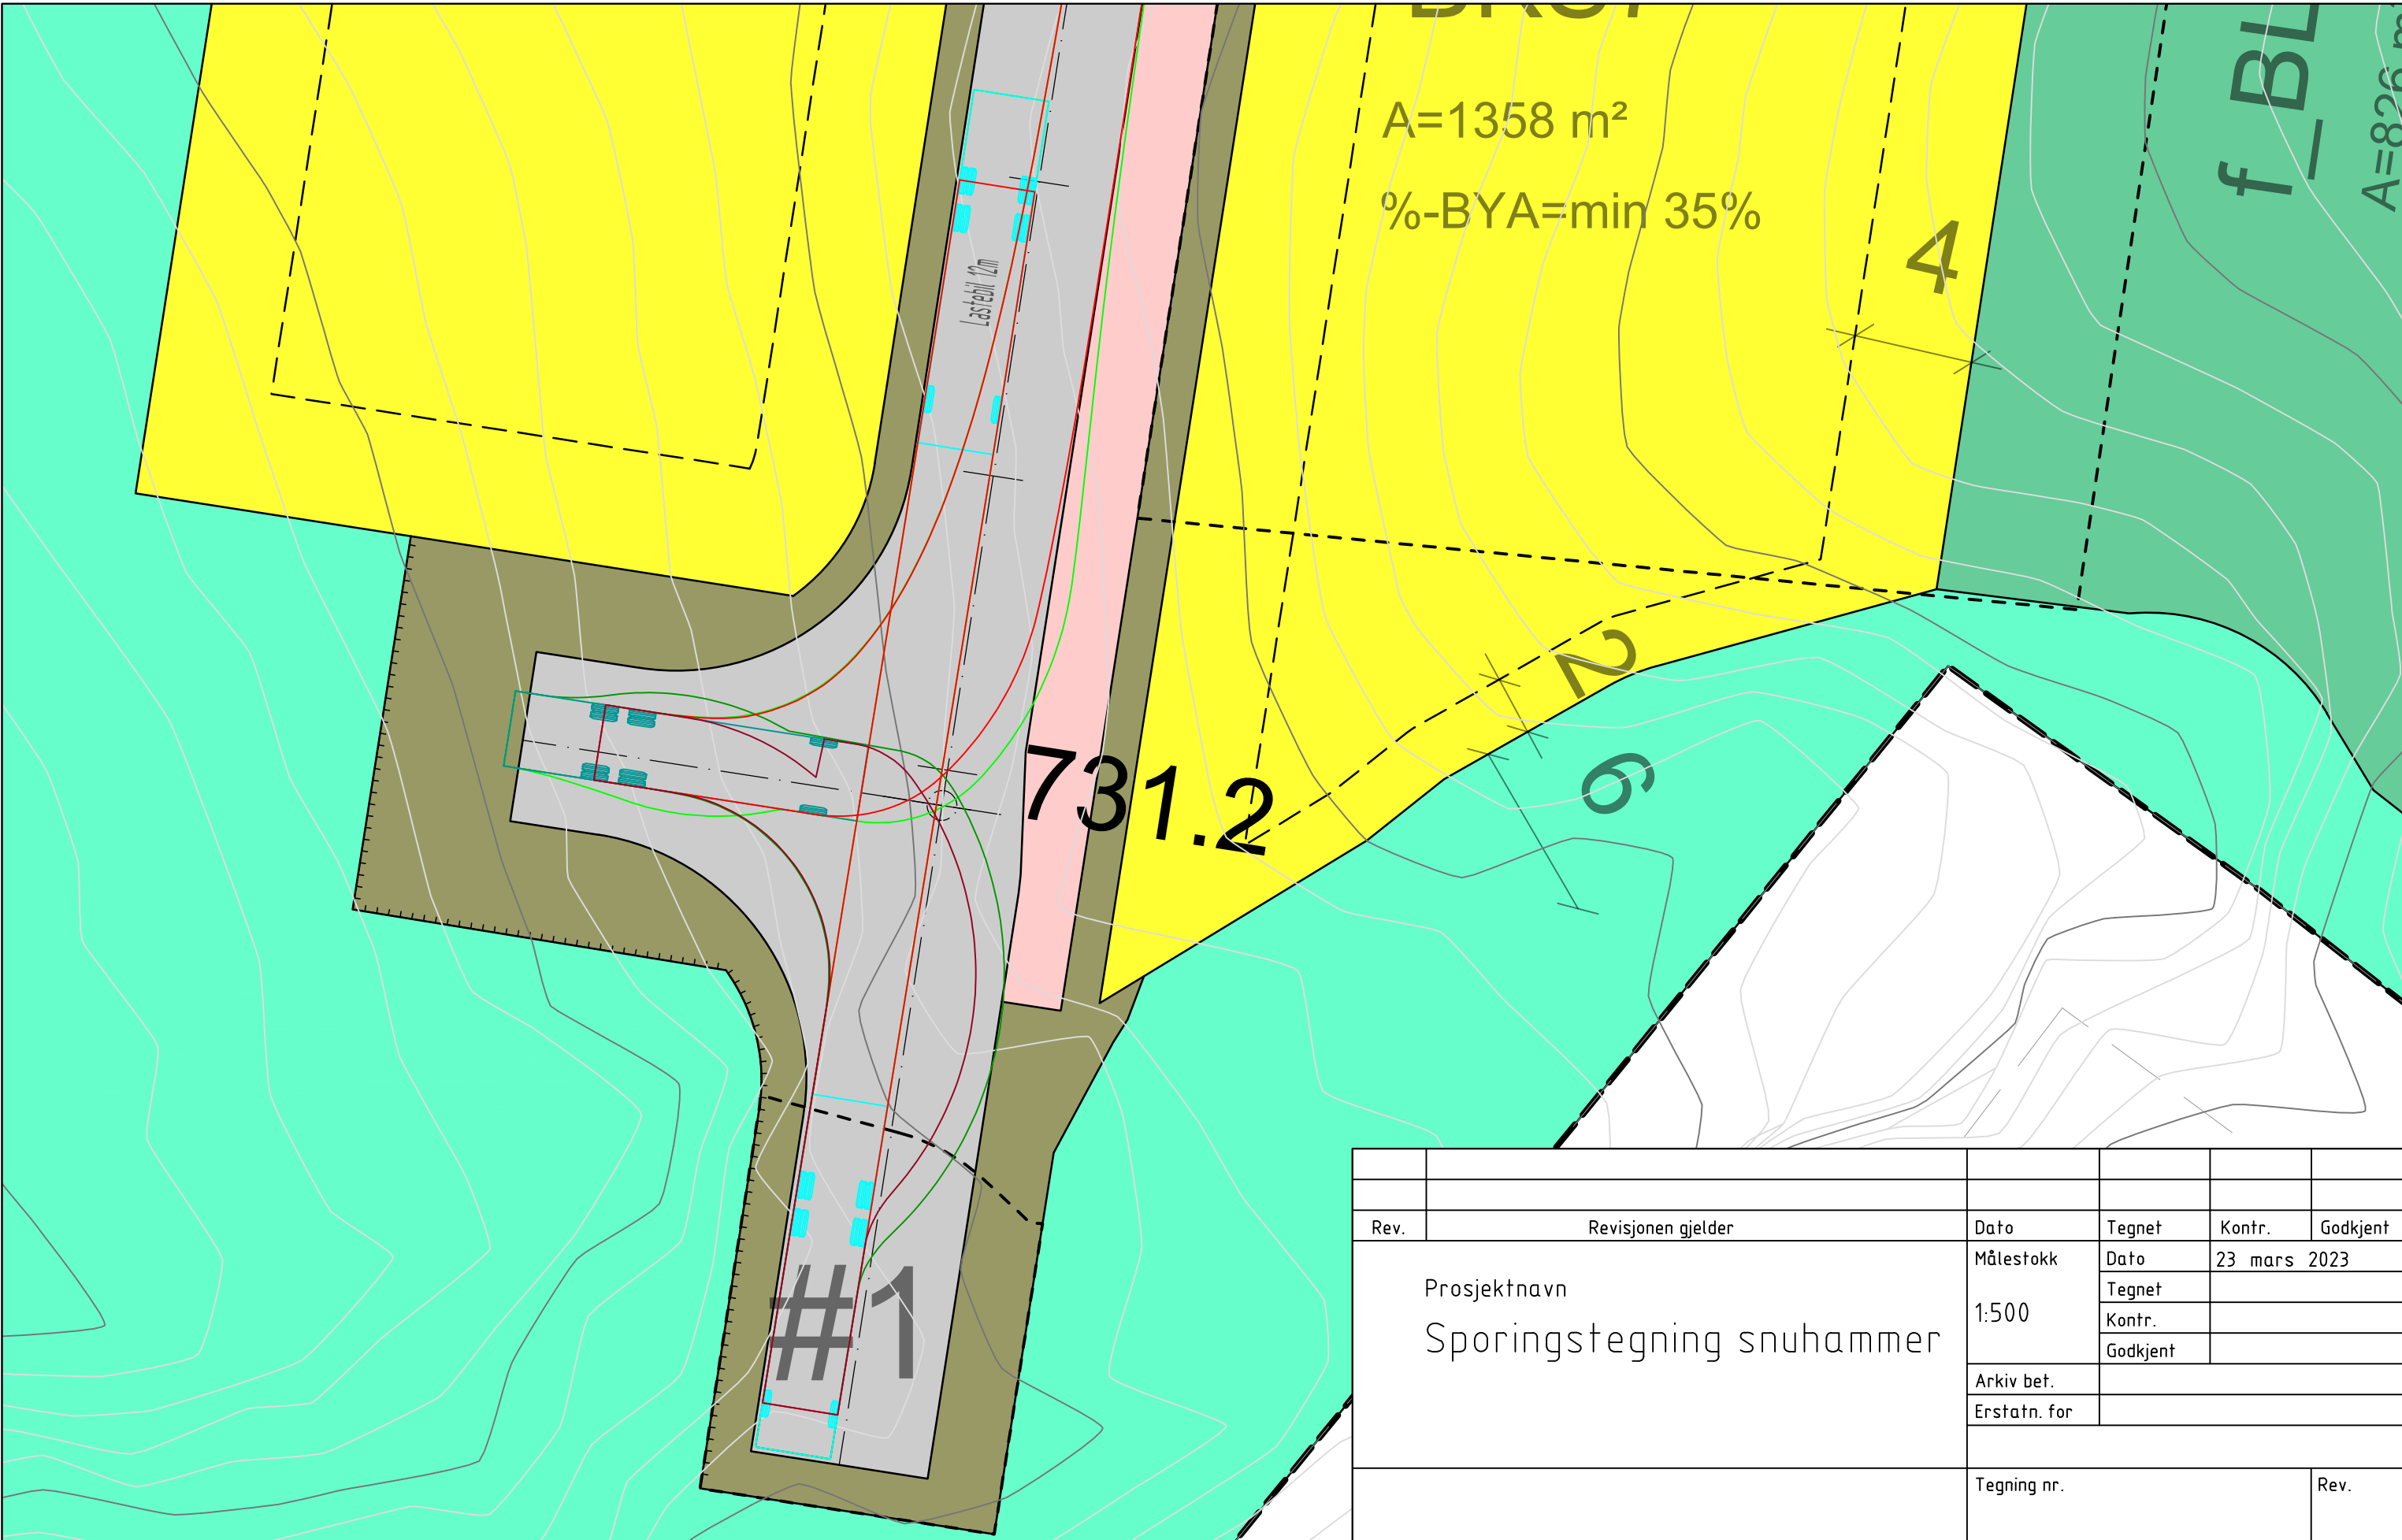 A=1358 m²
%-BYA=min 35%
4
f_BL
A=826 m
Lastebil 12m
2
6
731.2
#1
Rev. Revisjonen gjelder Dato Tegnet Kontr. Godkjent
Målestokk Dato 23 mars 2023
Prosjektnavn Tegnet
1:500 Kontr.
Sporingstegning snuhammer
Godkjent
Arkiv bet.
Erstatn. for
Tegning nr. Rev.